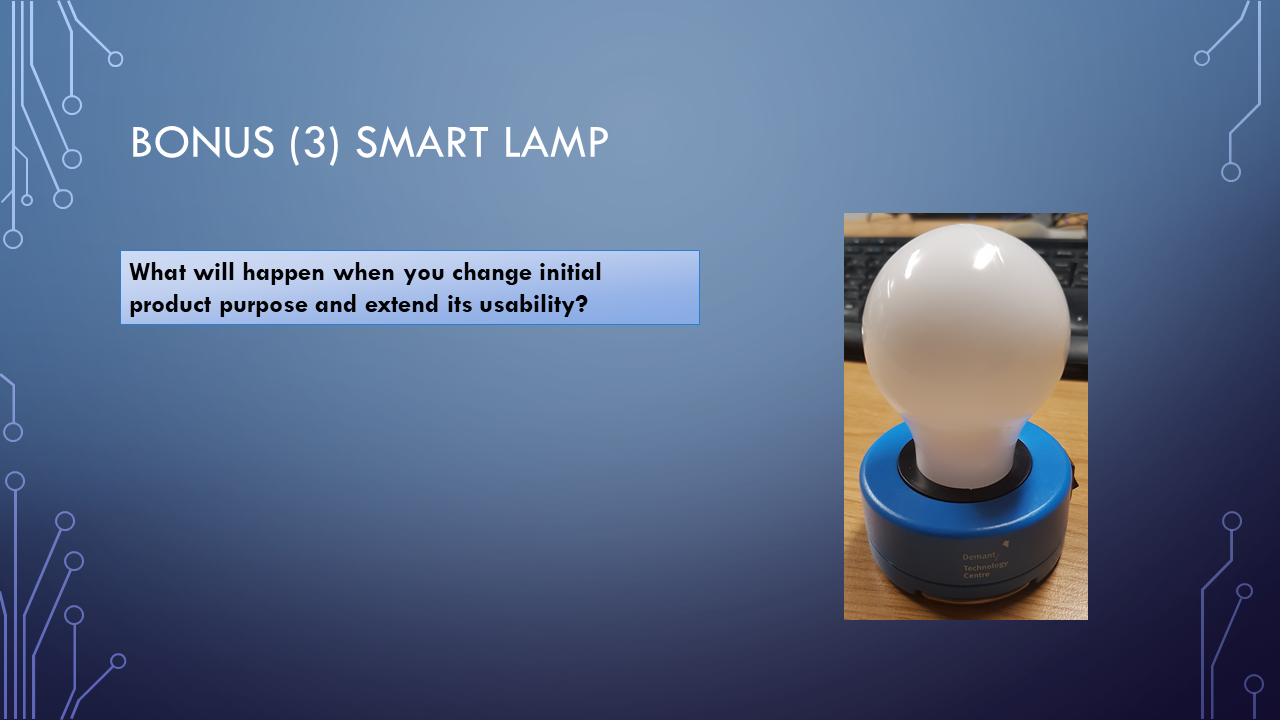 BONUS (3) SMART LAMP
What will happen when you change initial
product purpose and extend its usability?
Demant
Technology
Centre